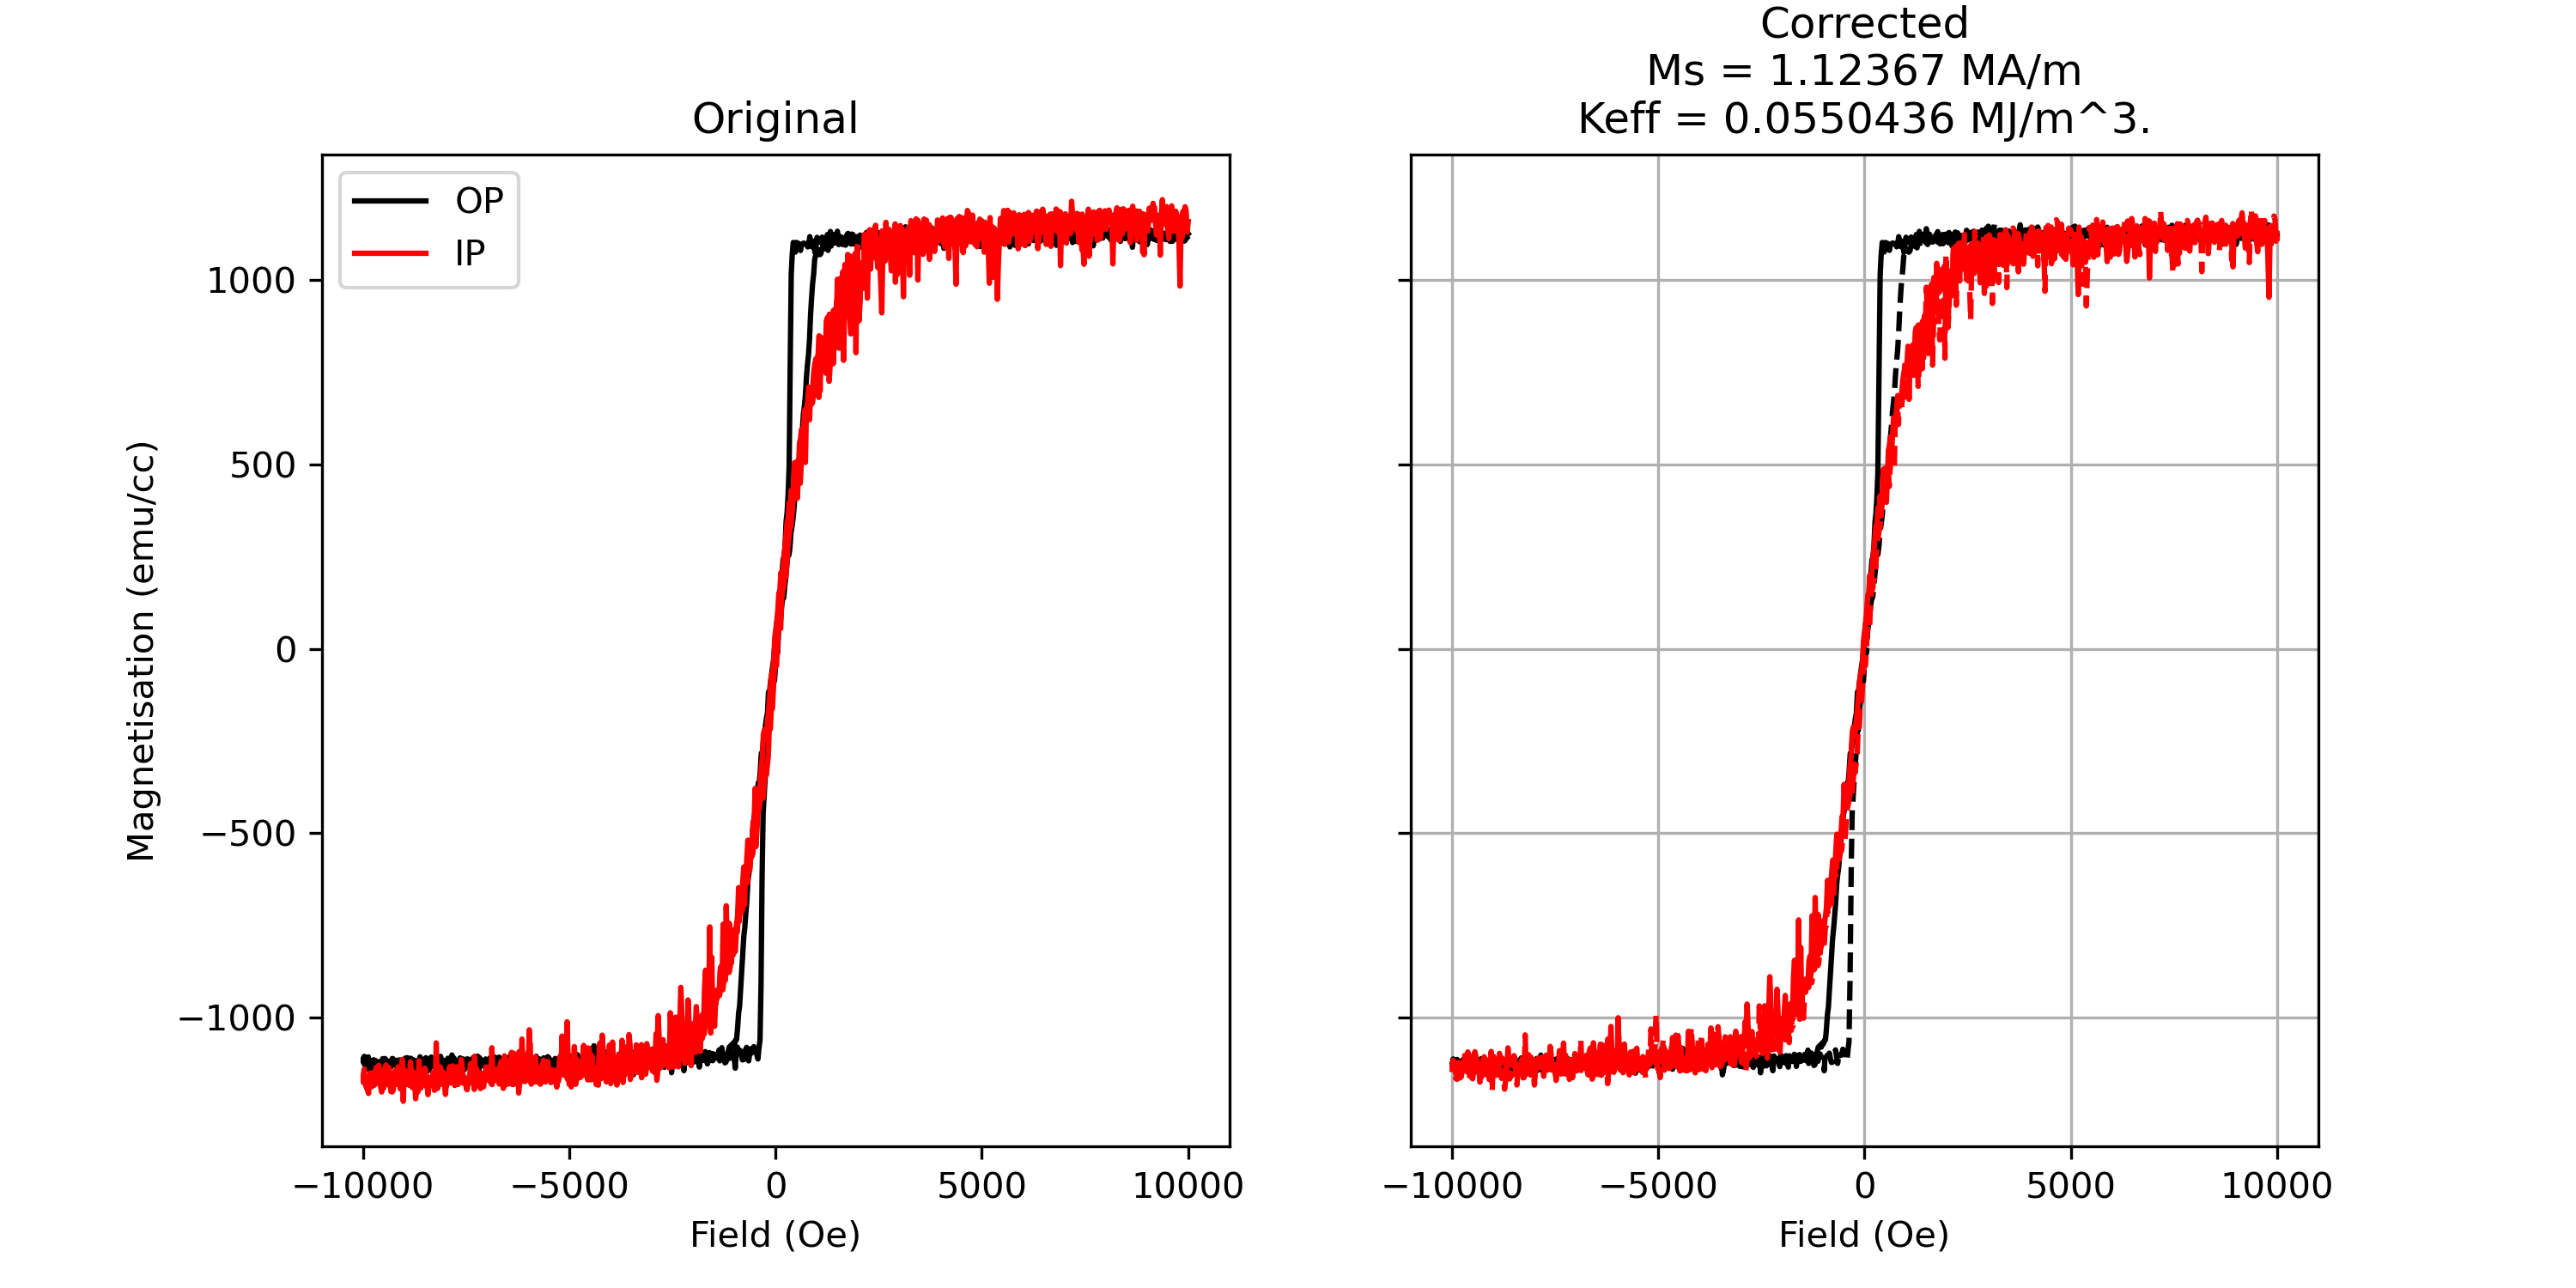 Original
OP
IP
1000
500
0
−500
−1000
Magnetisation (emu/cc)
−10000 −5000 0 5000 10000
Field (Oe)
Corrected
Ms = 1.12367 MA/m
Keff = 0.0550436 MJ/m^3.
−10000 −5000 0 5000 10000
Field (Oe)